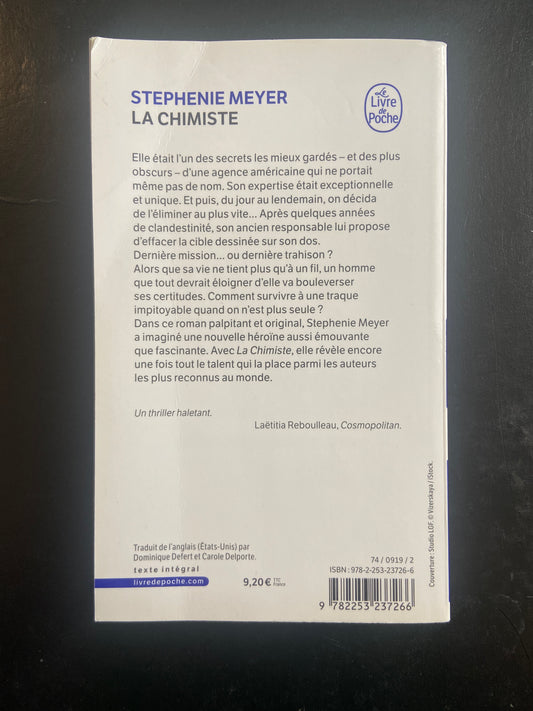 STEPHENIE MEYER
LA CHIMISTE
Le
Livre
de
Poche
Elle était l'un des secrets les mieux gardés – et des plus
obscurs – d'une agence américaine qui ne portait
même pas de nom. Son expertise était exceptionnelle
et unique. Et puis, du jour au lendemain, on décida
de l'éliminer au plus vite... Après quelques années
de clandestinité, son ancien responsable lui propose
d'effacer la cible dessinée sur son dos.
Dernière mission... ou dernière trahison ?
Alors que sa vie ne tient plus qu'à un fil, un homme
que tout devrait éloigner d'elle va bouleverser
ses certitudes. Comment survivre à une traque
impitoyable quand on n'est plus seule ?
Dans ce roman palpitant et original, Stephenie Meyer
a imaginé une nouvelle héroïne aussi émouvante
que fascinante. Avec La Chimiste, elle révèle encore
une fois tout le talent qui la place parmi les auteurs
les plus reconnus au monde.
Un thriller haletant.
Laëtitia Reboulleau, Cosmopolitan.
Traduit de l'anglais (États-Unis) par
Dominique Defert et Carole Delporte.
texte intégral
livredepoche.com
9,20 € TTC
France
74 / 0919 / 2
ISBN : 978-2-253-23726-6
9 782253 237266
Couverture : Studio LGF. © Vizerskaya / iStock.